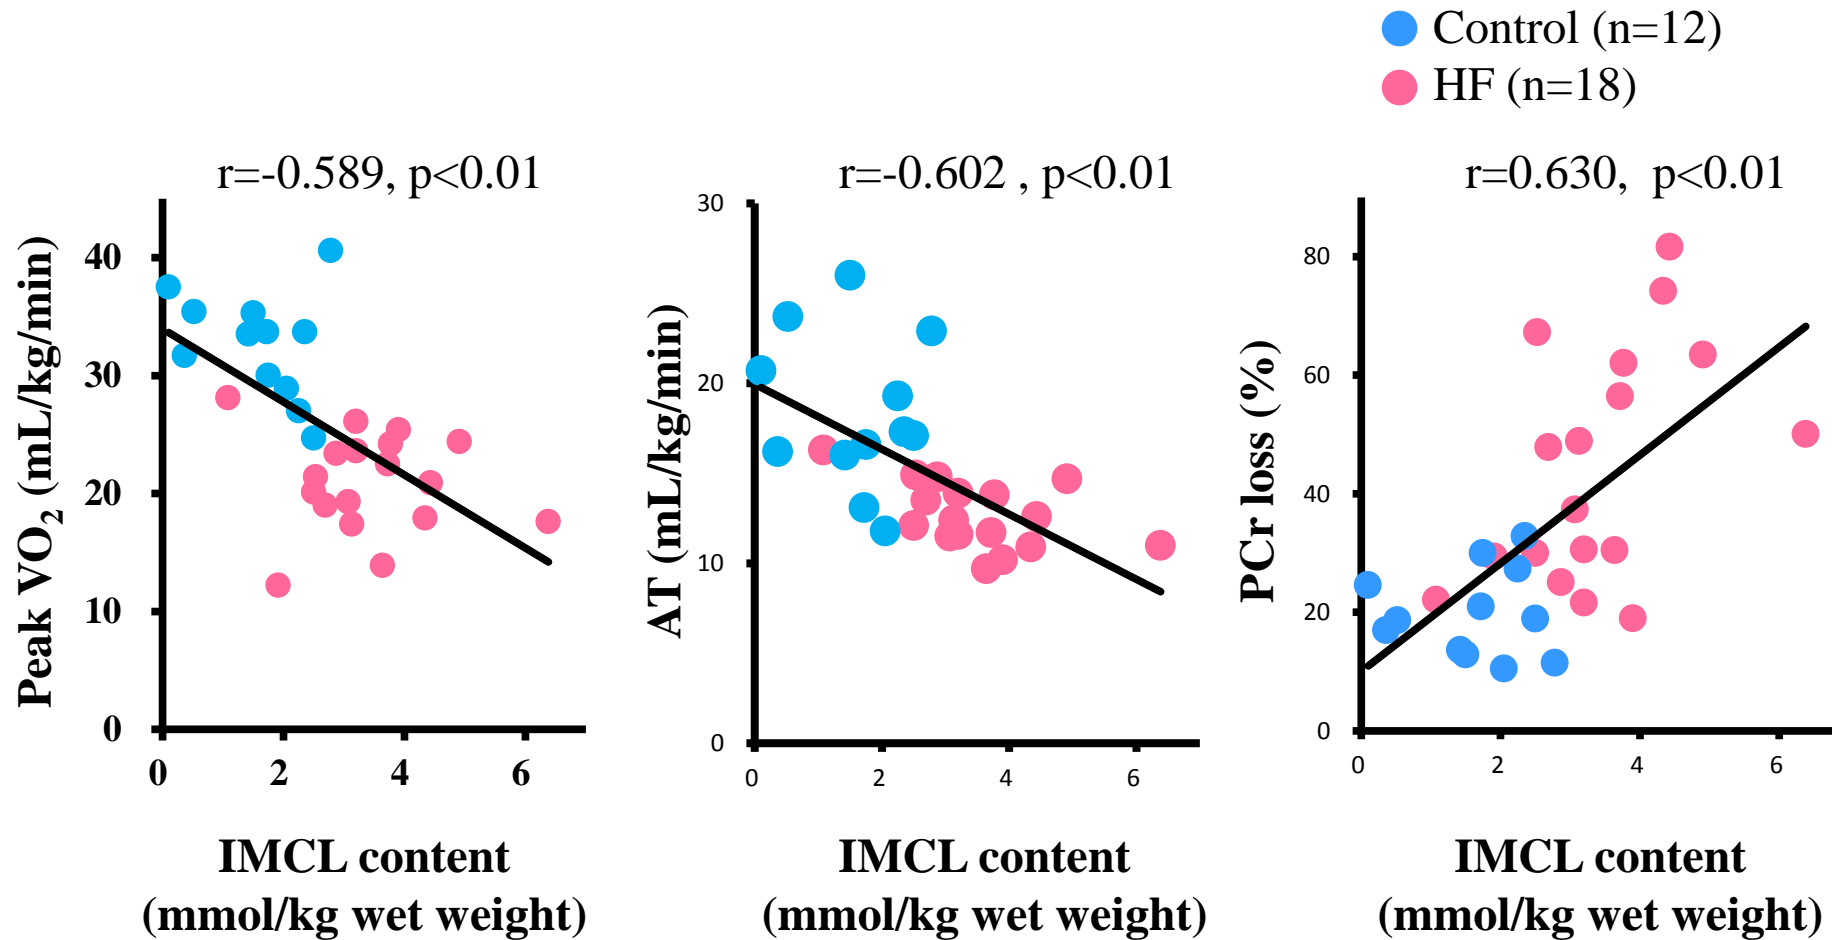 Control (n=12)
HF (n=18)
r=-0.589, p<0.01
Peak VO2 (mL/kg/min)
40
30
20
10
0
0 2 4 6
IMCL content
(mmol/kg wet weight)
r=-0.602 , p<0.01
AT (mL/kg/min)
30
20
10
0
0 2 4 6
IMCL content
(mmol/kg wet weight)
r=0.630, p<0.01
PCr loss (%)
80
60
40
20
0
0 2 4 6
IMCL content
(mmol/kg wet weight)